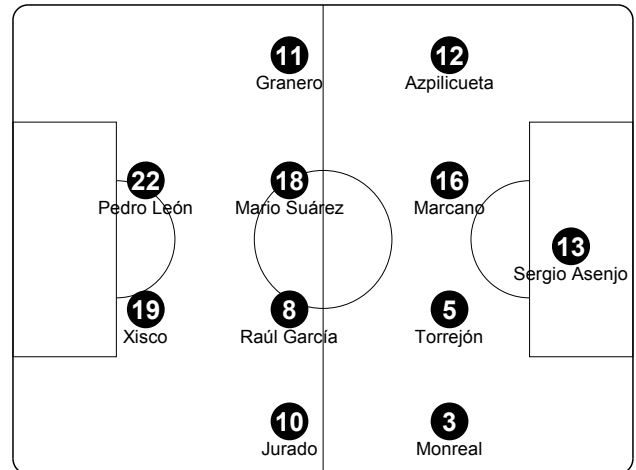 11
Granero
12
Azpilicueta
22
Pedro León
18
Mario Suárez
16
Marcano
13
Sergio Asenjo
19
Xisco
8
Raúl García
5
Torrejón
10
Jurado
3
Monreal